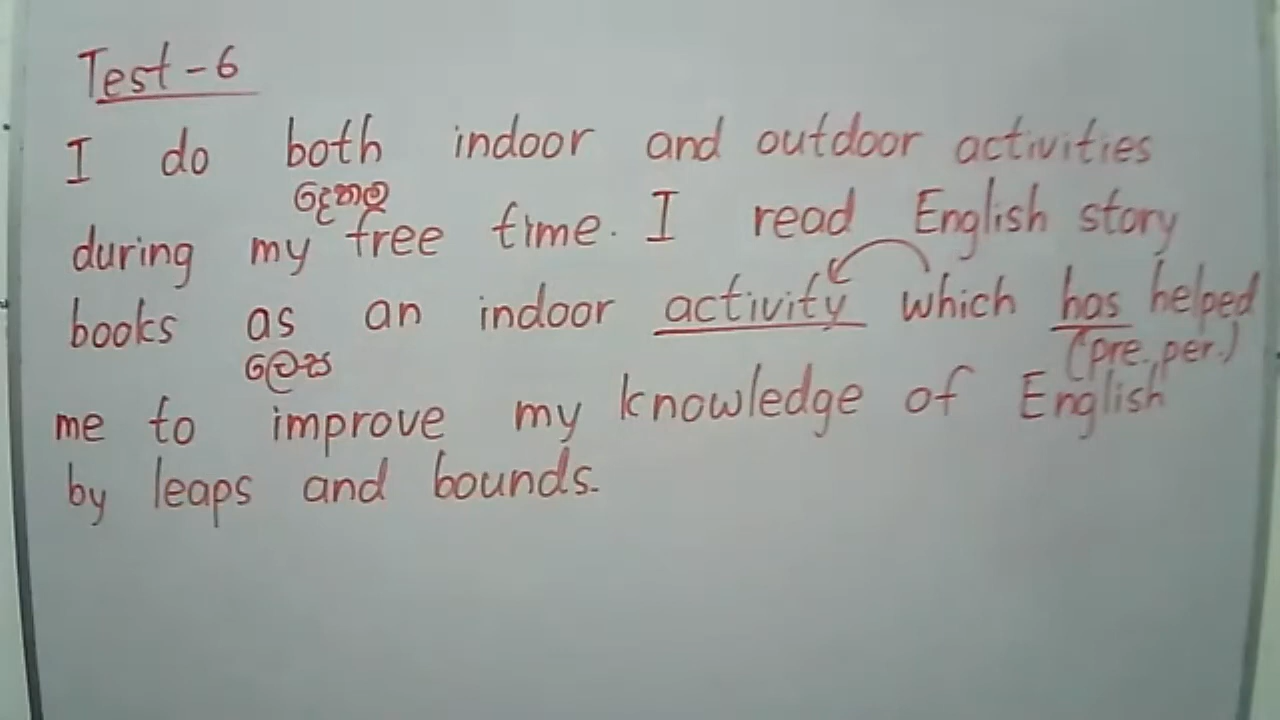 Test-6
I do both indoor and outdoor activities
දෙකම
during my free time. I read English story
books as an indoor activity which has helped
ලෙස (pre. per.)
me to improve my knowledge of English
by leaps and bounds.